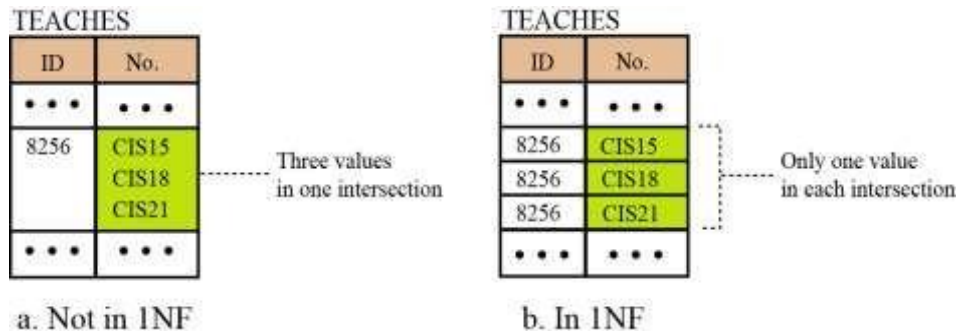 TEACHES
ID No.
• • • • • •
8256 CIS15
CIS18
CIS21
• • • • • •
Three values
in one intersection
a. Not in 1NF
TEACHES
ID No.
• • • • • •
8256 CIS15
8256 CIS18
8256 CIS21
• • • • • •
Only one value
in each intersection
b. In 1NF